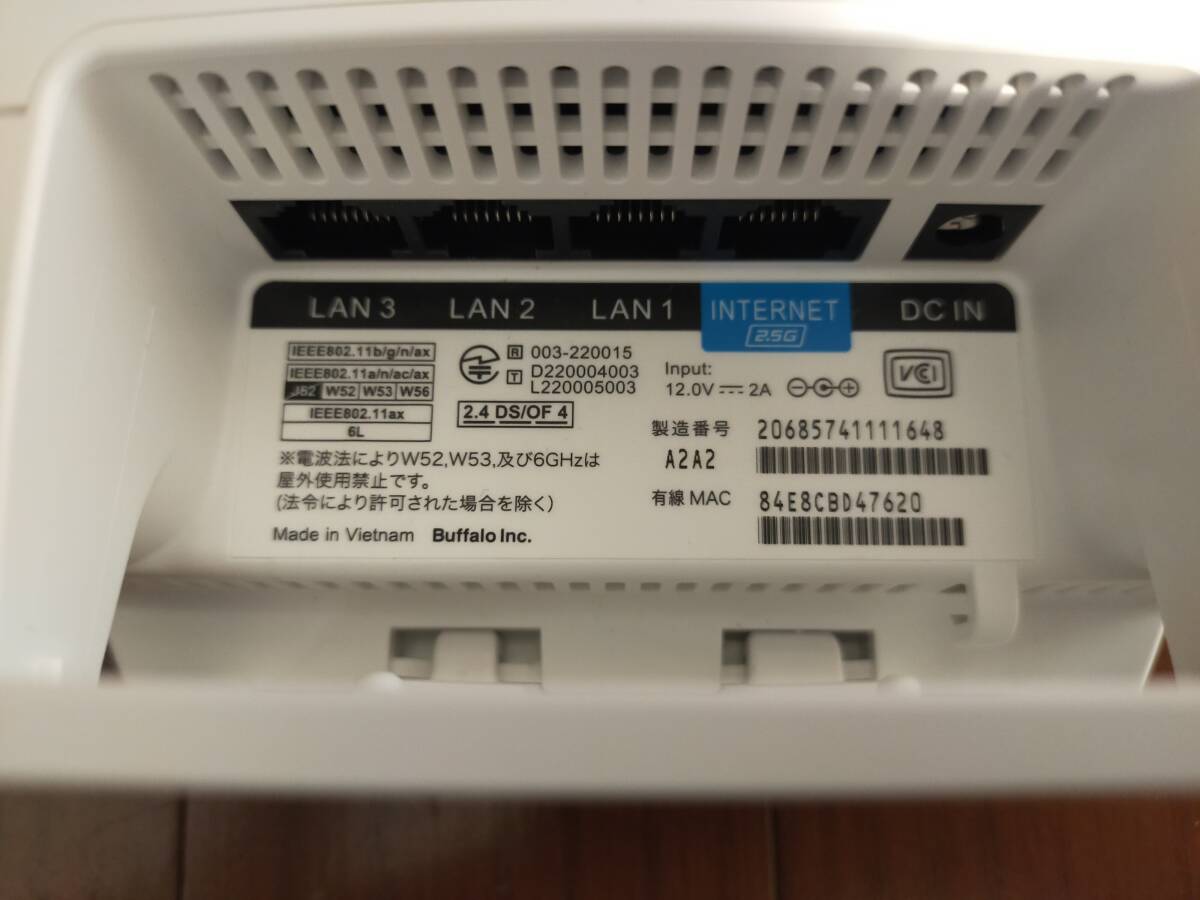 LAN 3 LAN 2 LAN 1 INTERNET DC IN
2.5G
IEEE802.11b/g/n/ax
IEEE802.11a/n/ac/ax
J52 W52 W53 W56
IEEE802.11ax
6L
R 003-220015
T D220004003
L220005003
2.4 DS/OF 4
Input:
12.0V 2A
VCCI
製造番号 20685741111648
A2A2
有線 MAC 84E8CBD47620
※電波法によりW52,W53,及び6GHzは
屋外使用禁止です。
(法令により許可された場合を除く)
Made in Vietnam Buffalo Inc.